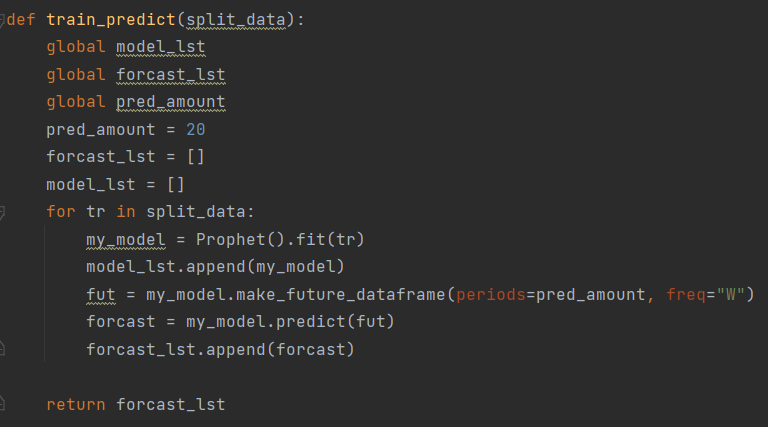 def train_predict(split_data):
    global model_lst
    global forcast_lst
    global pred_amount
    pred_amount = 20
    forcast_lst = []
    model_lst = []
    for tr in split_data:
        my_model = Prophet().fit(tr)
        model_lst.append(my_model)
        fut = my_model.make_future_dataframe(periods=pred_amount, freq="W")
        forcast = my_model.predict(fut)
        forcast_lst.append(forcast)
    return forcast_lst